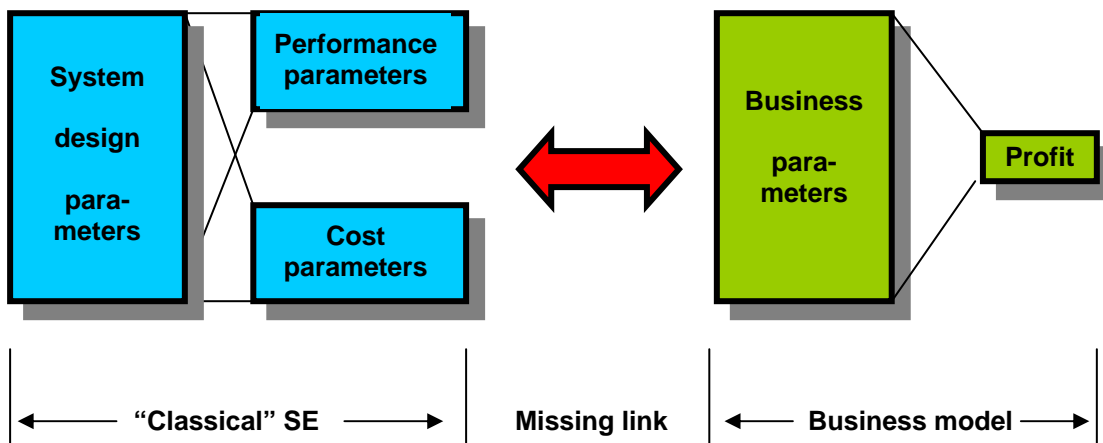 System
design
para-
meters
Performance
parameters
Cost
parameters
Business
para-
meters
Profit
“Classical” SE
Missing link
Business model